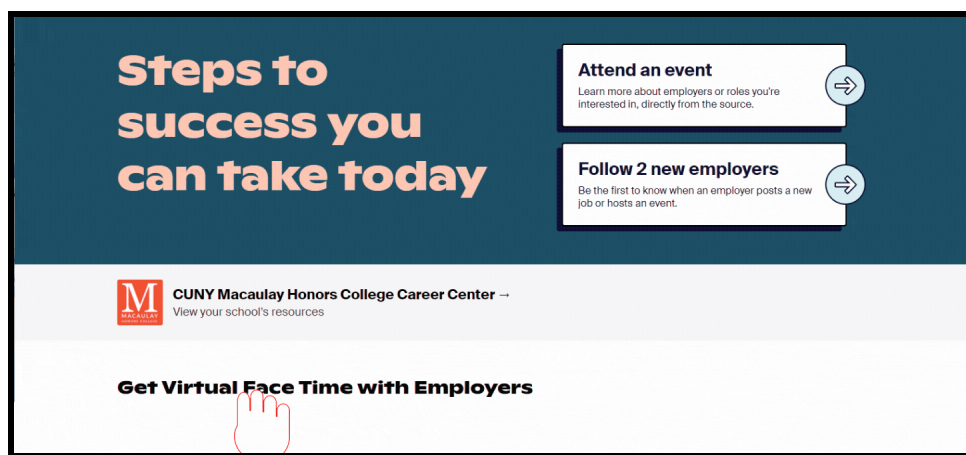 Steps to
success you
can take today
Attend an event
Learn more about employers or roles you're
interested in, directly from the source.
Follow 2 new employers
Be the first to know when an employer posts a new
job or hosts an event.
M
MACAULAY
HONORS COLLEGE
CUNY Macaulay Honors College Career Center →
View your school's resources
Get Virtual Face Time with Employers